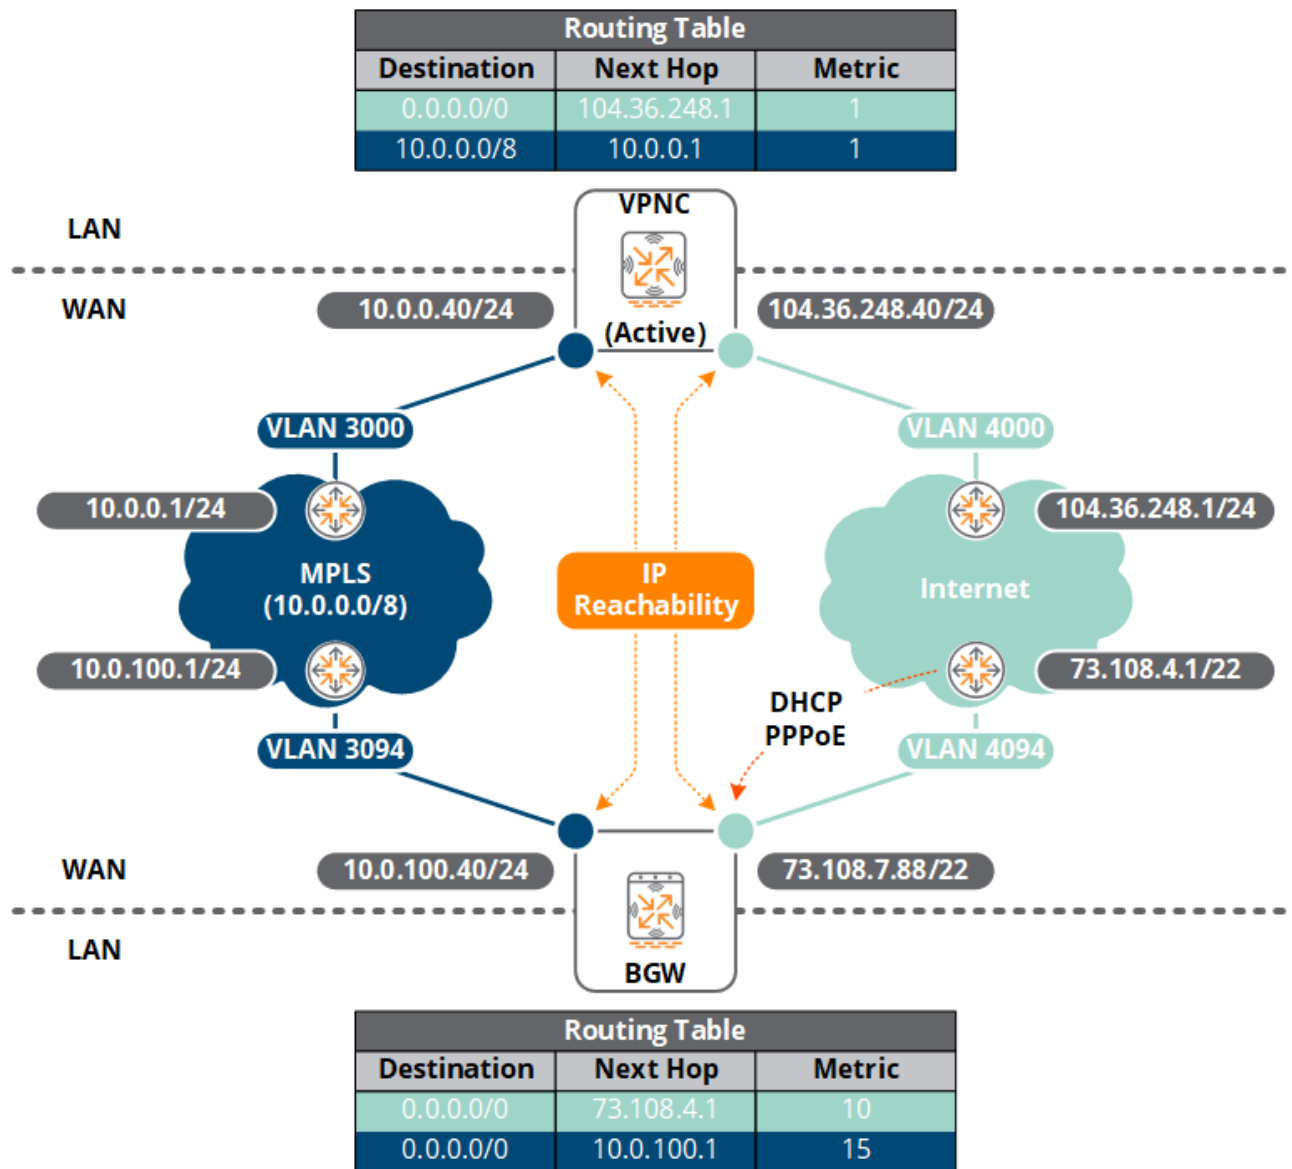 Routing Table
Destination Next Hop Metric
0.0.0.0/0 104.36.248.1 1
10.0.0.0/8 10.0.0.1 1
VPNC
LAN
WAN
10.0.0.40/24
104.36.248.40/24
(Active)
VLAN 3000
VLAN 4000
10.0.0.1/24
104.36.248.1/24
MPLS
(10.0.0.0/8)
IP
Reachability
Internet
10.0.100.1/24
73.108.4.1/22
DHCP
PPPoE
VLAN 3094
VLAN 4094
WAN
10.0.100.40/24
73.108.7.88/22
LAN
BGW
Routing Table
Destination Next Hop Metric
0.0.0.0/0 73.108.4.1 10
0.0.0.0/0 10.0.100.1 15